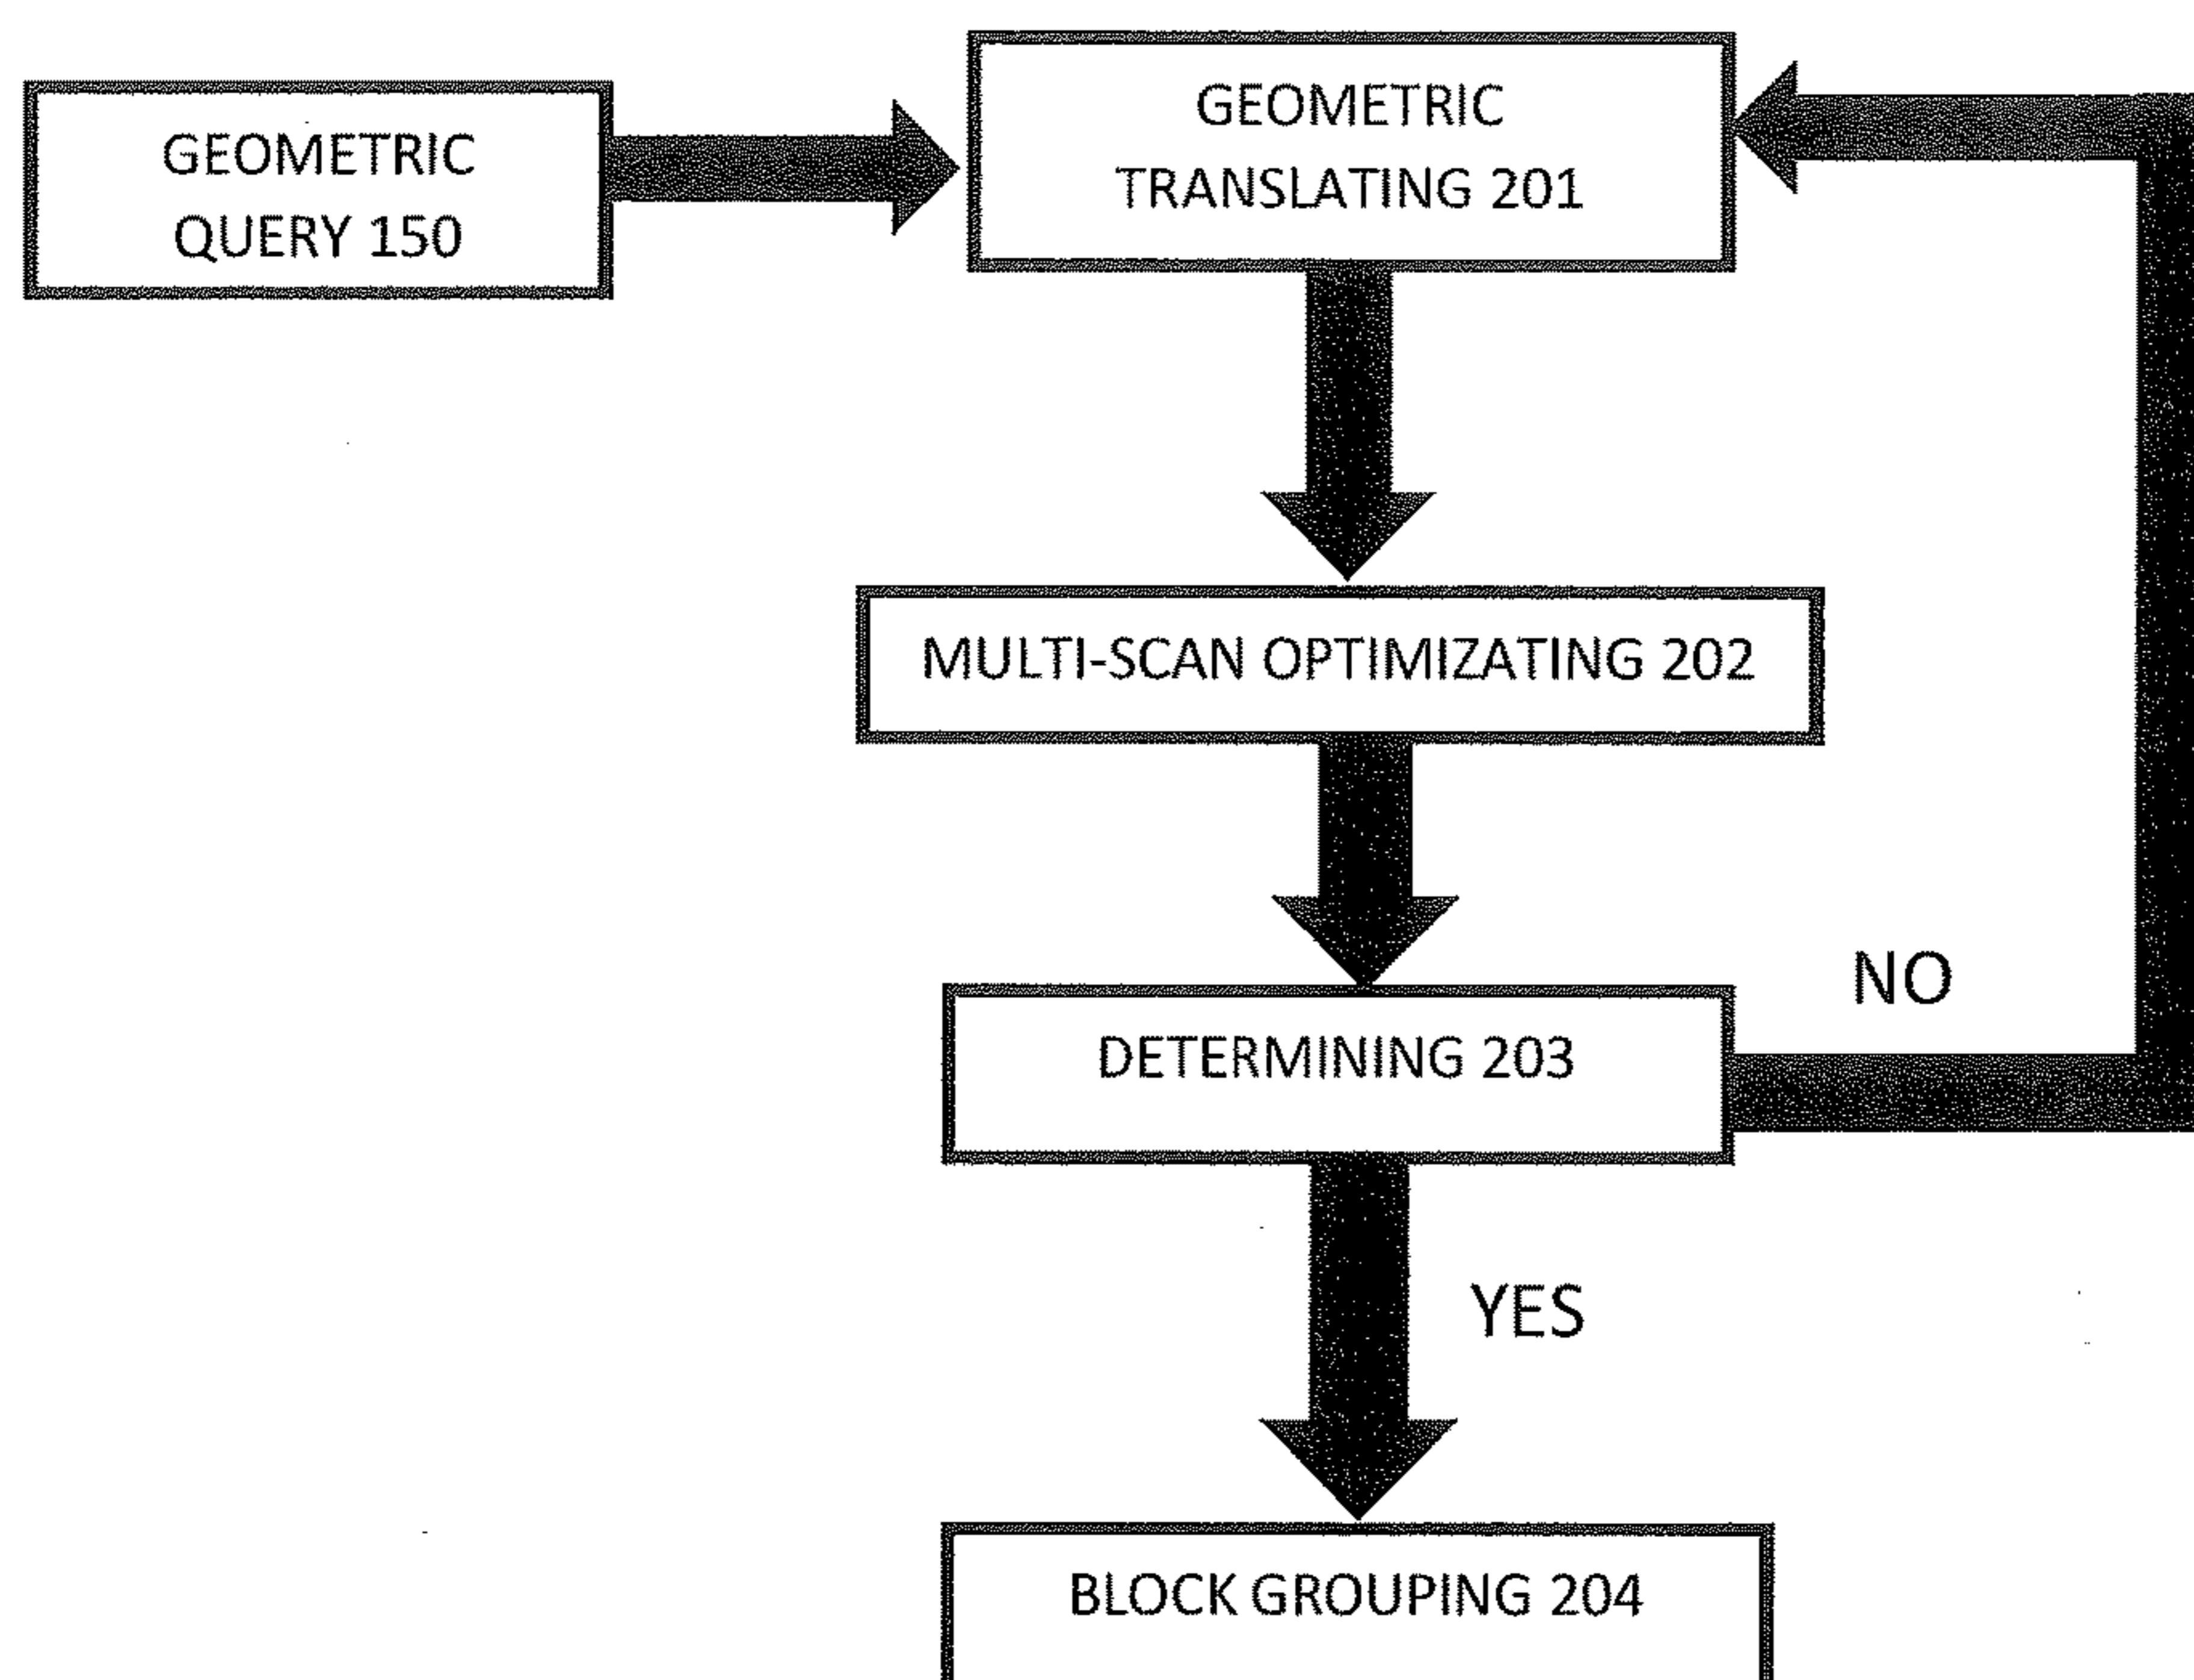 GEOMETRIC
QUERY 150
GEOMETRIC
TRANSLATING 201
MULTI-SCAN OPTIMIZATING 202
NO
DETERMINING 203
YES
BLOCK GROUPING 204